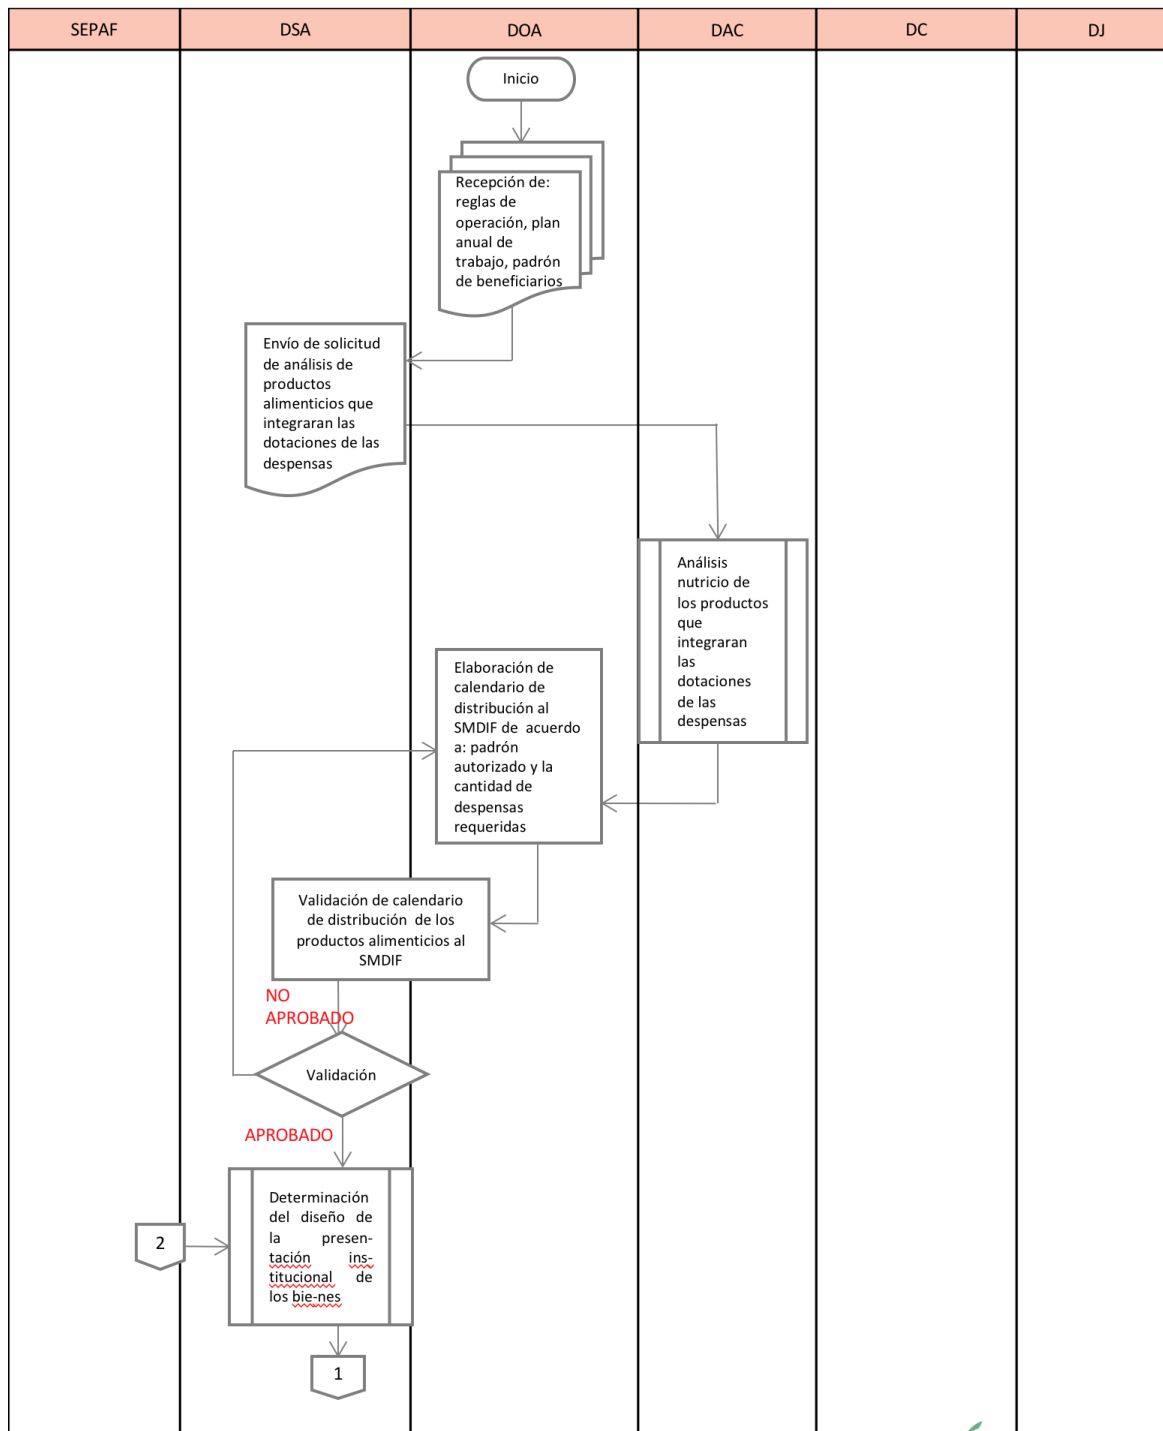 SEPAF
DSA
DOA
DAC
DC
DJ
Inicio
Recepción de:
reglas de
operación, plan
anual de
trabajo, padrón
de beneficiarios
Envío de solicitud
de análisis de
productos
alimenticios que
integraran las
dotaciones de las
despensas
Análisis
nutricio de
los productos
que
integraran
las
dotaciones
de las
despensas
Elaboración de
calendario de
distribución al
SMDIF de acuerdo
a: padrón
autorizado y la
cantidad de
despensas
requeridas
Validación de calendario
de distribución de los
productos alimenticios al
SMDIF
NO
APROBADO
Validación
APROBADO
Determinación
del diseño de
la presen-
tación ins-
titucional de
los bie-nes
2
1